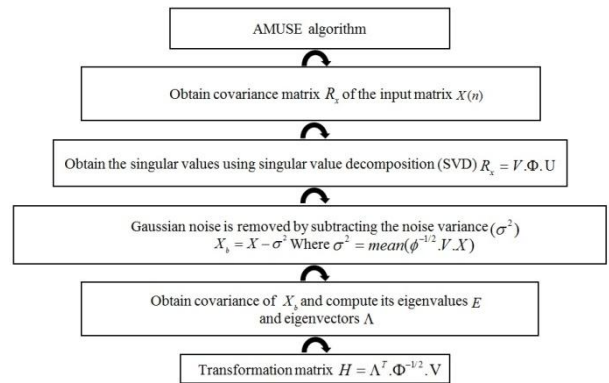 AMUSE algorithm
Obtain covariance matrix R_x of the input matrix X(n)
Obtain the singular values using singular value decomposition (SVD) R_x = V.Φ.U
Gaussian noise is removed by subtracting the noise variance (σ²)
X_b = X − σ² Where σ² = mean(ϕ^{-1/2}.V.X)
Obtain covariance of X_b and compute its eigenvalues E
and eigenvectors Λ
Transformation matrix H = Λ^T.Φ^{-1/2}.V